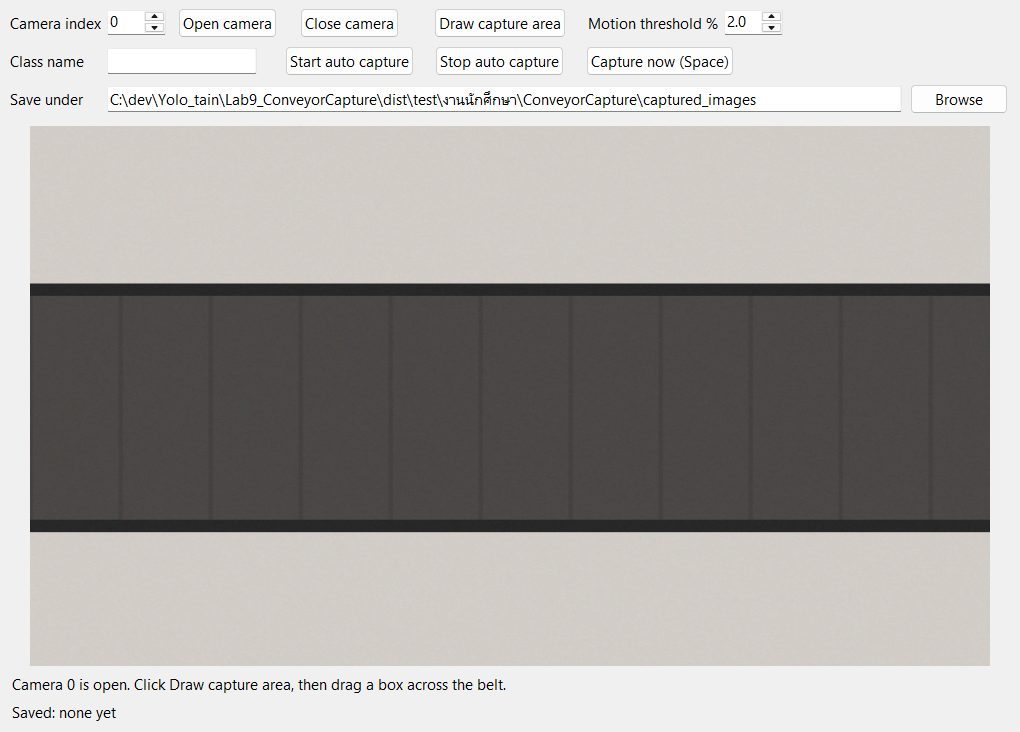 Camera index 0 Open camera Close camera Draw capture area Motion threshold % 2.0
Class name Start auto capture Stop auto capture Capture now (Space)
Save under C:\dev\Yolo_tain\Lab9_ConveyorCapture\dist\test\งานนักศึกษา\ConveyorCapture\captured_images Browse
Camera 0 is open. Click Draw capture area, then drag a box across the belt.
Saved: none yet